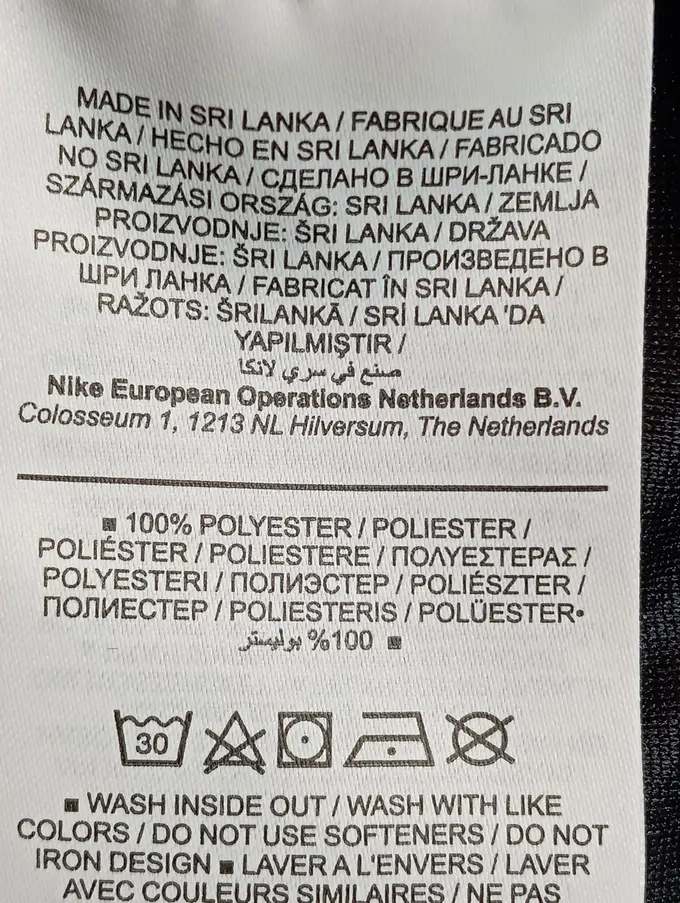 MADE IN SRI LANKA / FABRIQUE AU SRI
LANKA / HECHO EN SRI LANKA / FABRICADO
NO SRI LANKA / СДЕЛАНО В ШРИ-ЛАНКЕ /
SZÁRMAZÁSI ORSZÁG: SRI LANKA / ZEMLJA
PROIZVODNJE: ŠRI LANKA / DRŽAVA
PROIZVODNJE: ŠRI LANKA / ПРОИЗВЕДЕНО В
ШРИ ЛАНКА / FABRICAT ÎN SRI LANKA /
RAŽOTS: ŠRILANKĀ / SRİ LANKA 'DA
YAPILMIŞTIR /
صنع في سري لانكا
Nike European Operations Netherlands B.V.
Colosseum 1, 1213 NL Hilversum, The Netherlands
■ 100% POLYESTER / POLIESTER /
POLIÉSTER / POLIESTERE / ΠΟΛΥΕΣΤΕΡΑΣ /
POLYESTERI / ПОЛИЭСТЕР / POLIÉSZTER /
ПОЛИЕСТЕР / POLIESTERIS / POLÜESTER•
■ 100% بوليستر
30
■ WASH INSIDE OUT / WASH WITH LIKE
COLORS / DO NOT USE SOFTENERS / DO NOT
IRON DESIGN ■ LAVER A L'ENVERS / LAVER
AVEC COULEURS SIMILAIRES / NE PAS